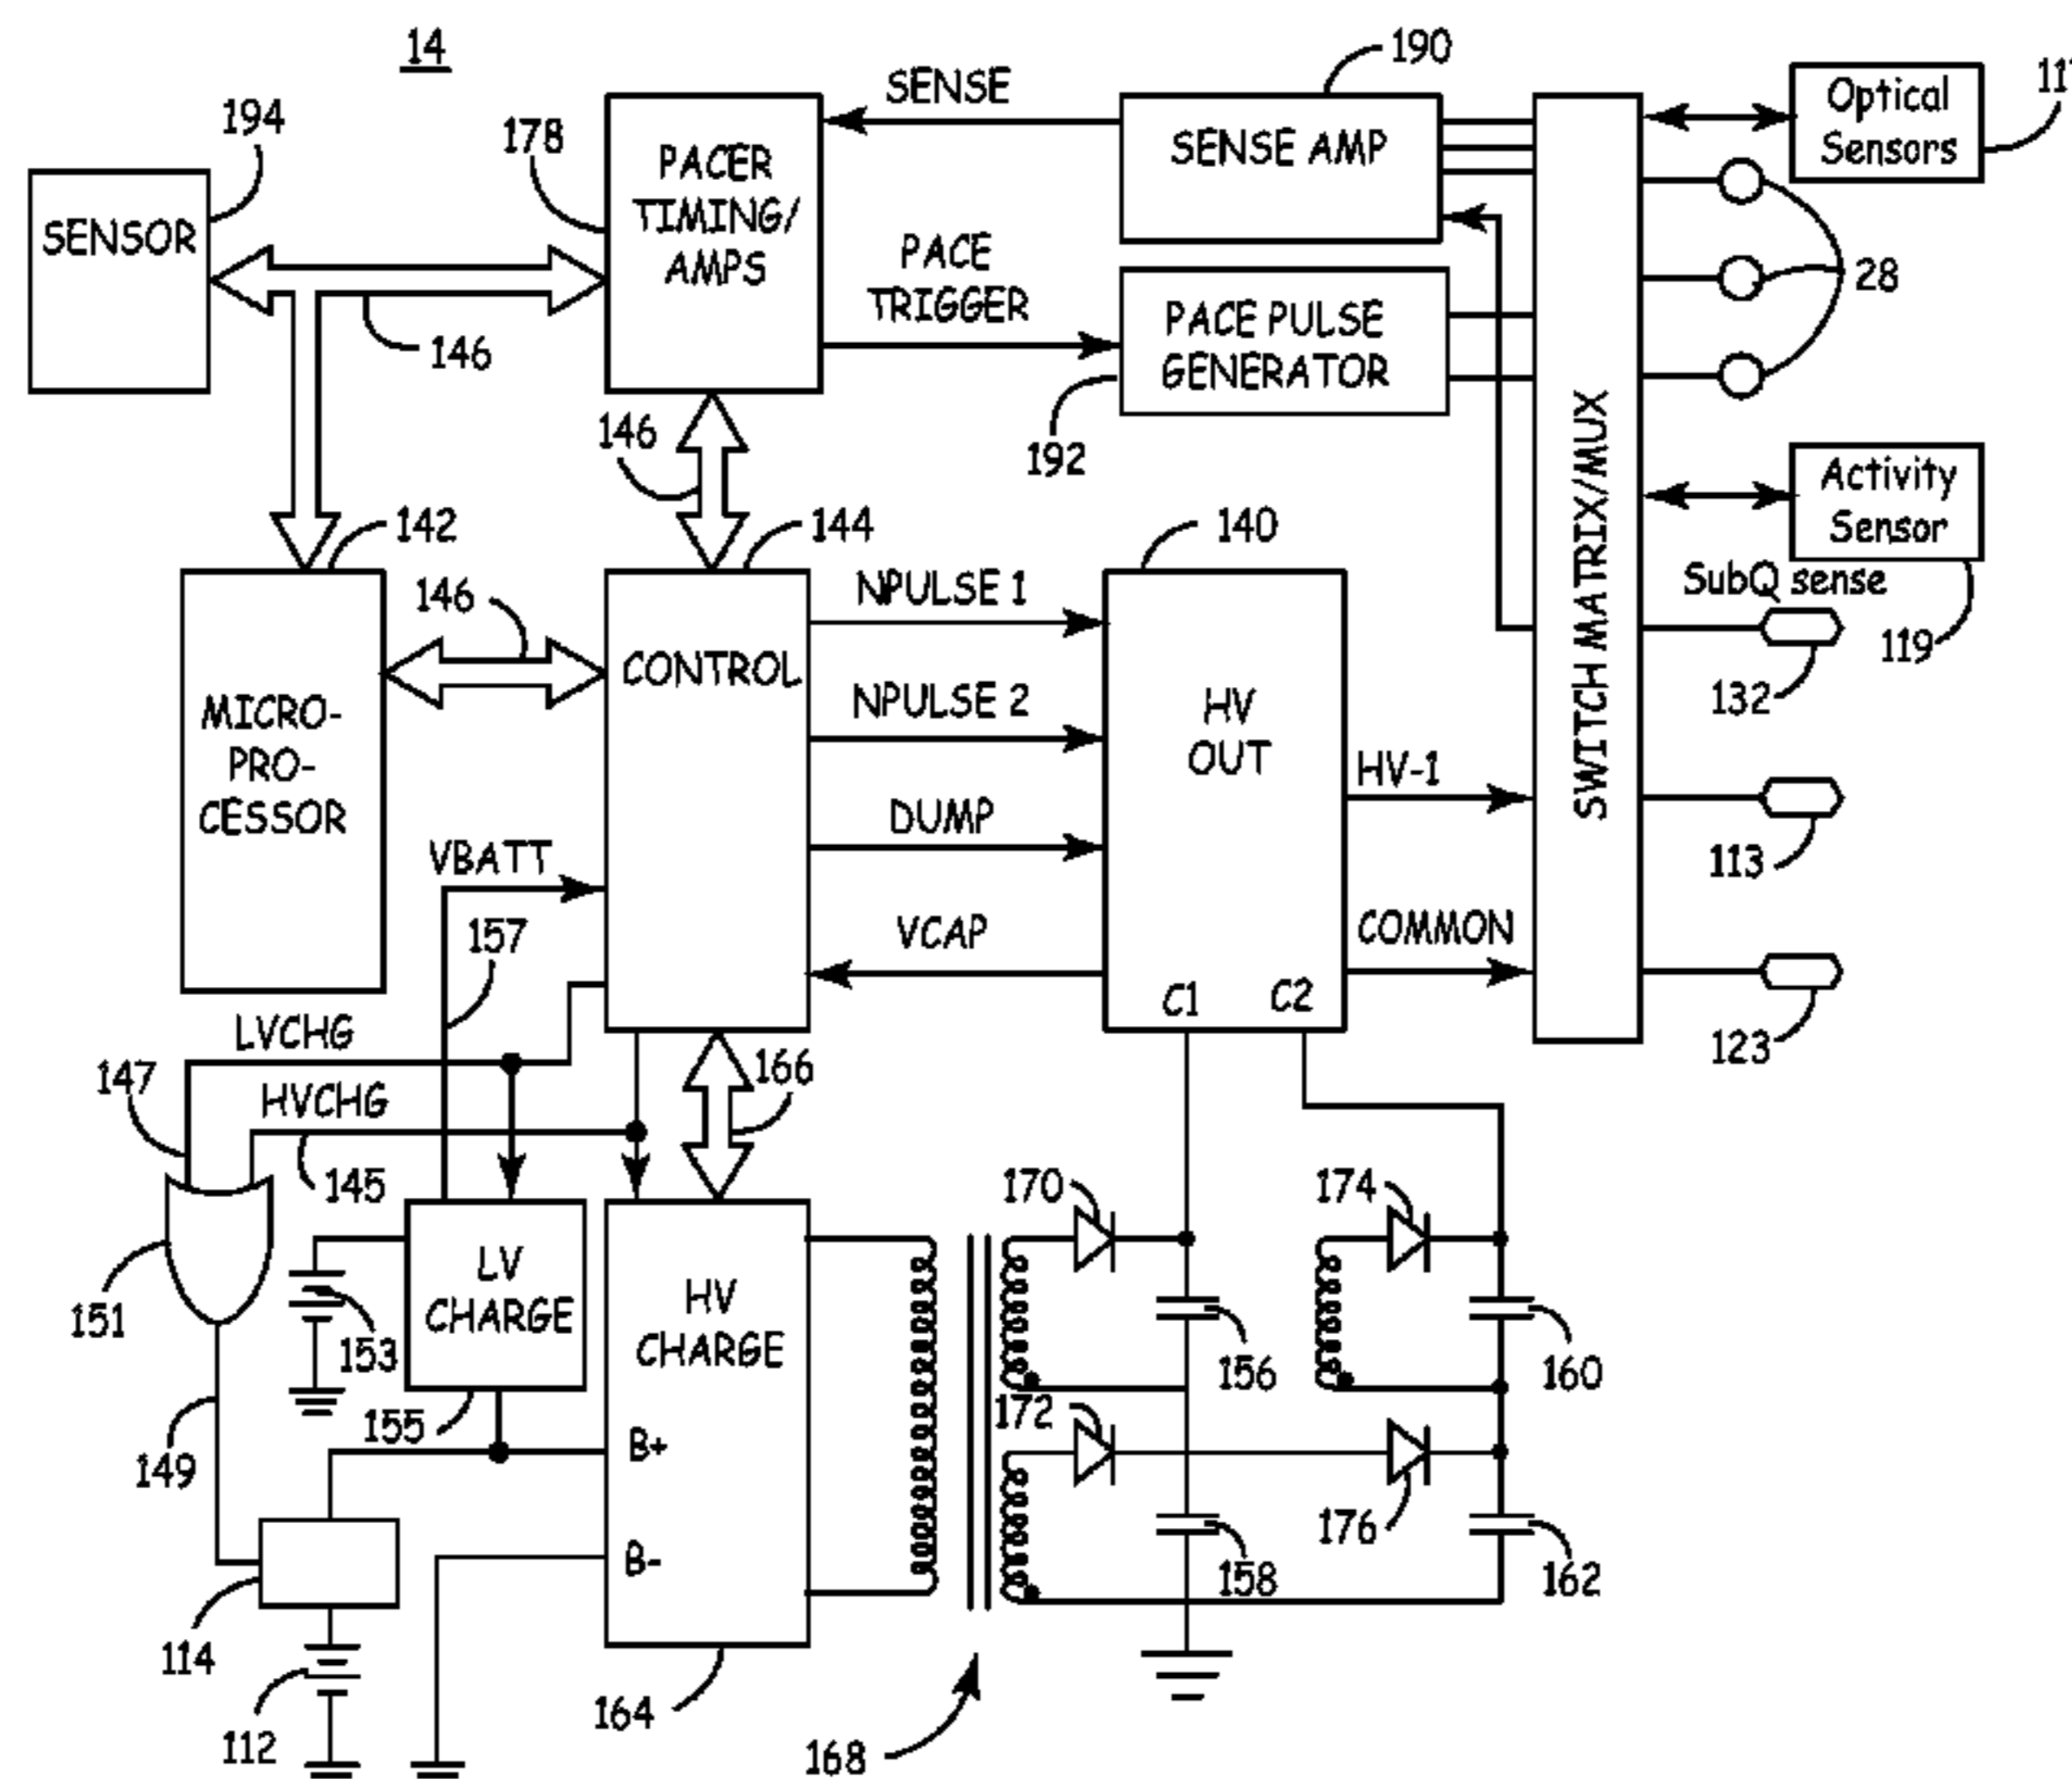 14
190
SENSE
Optical
Sensors
11
194
178
PACER
TIMING/
AMPS
SENSE AMP
SENSOR
PACE
TRIGGER
28
146
PACE PULSE
GENERATOR
192
146
SWITCH MATRIX/MUX
Activity
Sensor
142
144
140
SubQ sense
119
146
NPULSE 1
CONTROL
132
MICRO-
PRO-
CESSOR
NPULSE 2
HV
OUT
HV-1
DUMP
VBATT
113
157
VCAP
COMMON
C1
C2
LVCHG
123
147
HVCHG
166
145
170
174
LV
CHARGE
HV
CHARGE
151
153
156
160
155
172
B+
149
176
B-
158
162
114
164
112
168